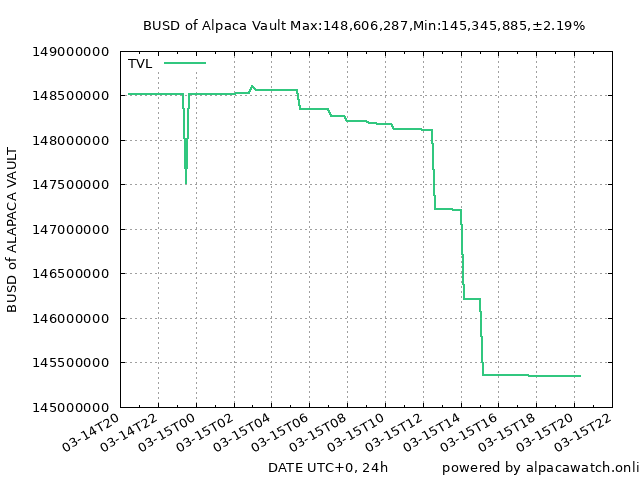 BUSD of Alpaca Vault Max:148,606,287,Min:145,345,885,±2.19%
149000000
TVL
148500000
148000000
147500000
147000000
146500000
146000000
145500000
145000000
BUSD of ALAPACA VAULT
03-14T20
03-14T22
03-15T00
03-15T02
03-15T04
03-15T06
03-15T08
03-15T10
03-15T12
03-15T14
03-15T16
03-15T18
03-15T20
03-15T22
DATE UTC+0, 24h
powered by alpacawatch.onli